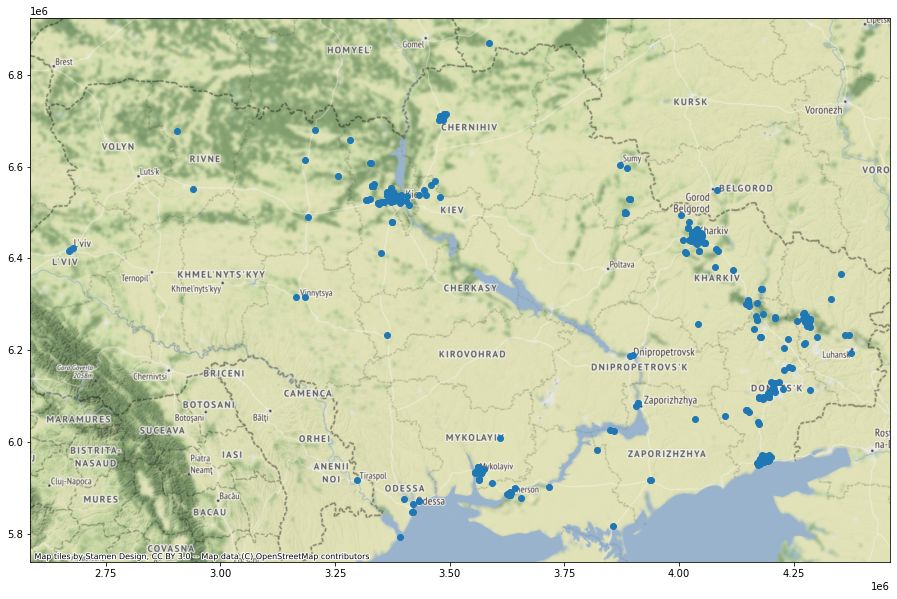 1e6
6.8
6.6
6.4
6.2
6.0
5.8
Brest
HOMYEL'
Gomel
Lipetsk
KURSK
Voronezh
CHERNIHIV
VOLYN
RIVNE
Luts'k
Sumy
BELGOROD
Gorod
Belgorod
KIEV
Kharkiv
L'viv
L'VIV
Ternopil'
KHMEL'NYTS'KYY
Khmel'nyts'kyy
Poltava
KHARKIV
Vinnytsya
CHERKASY
Luhansk
Dnipropetrovsk
KIROVOHRAD
DNIPROPETROVS'K
Chernivtsi
BRICENI
CAMENCA
BOTOSANI
Botoșani
Bălți
Zaporizhzhya
MARAMURES
SUCEAVA
ORHEI
MYKOLAYIV
ZAPORIZHZHYA
BISTRITA-
NASAUD
Piatra
Neamț
IASI
ANENII
NOI
Tiraspol
Mykolayiv
Cluj-Napoca
MURES
Bacău
BACAU
ODESSA
Odessa
Kherson
COVASNA
Map tiles by Stamen Design, CC BY 3.0 -- Map data (C) OpenStreetMap contributors
2.75
3.00
3.25
3.50
3.75
4.00
4.25
1e6